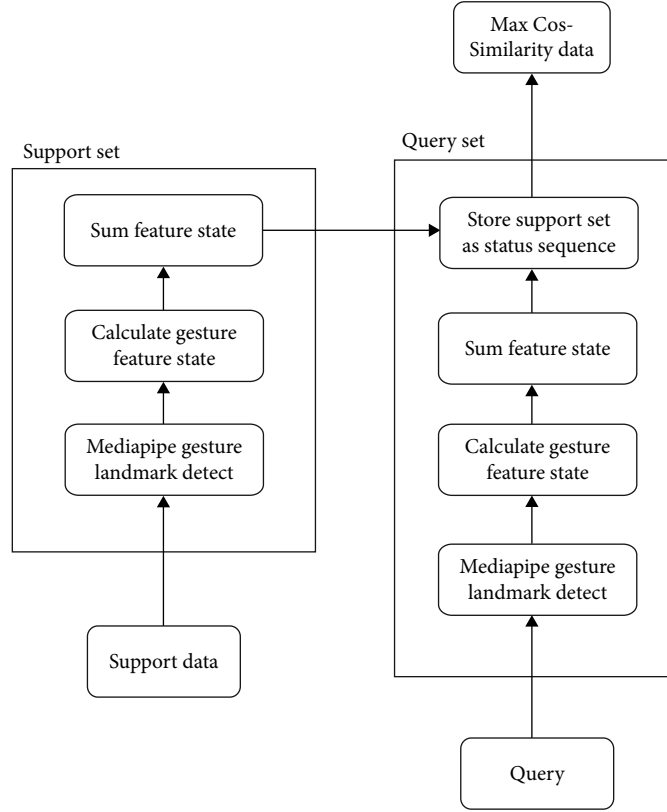 Max Cos-
Similarity data
Support set
Query set
Sum feature state
Store support set
as status sequence
Calculate gesture
feature state
Sum feature state
Mediapipe gesture
landmark detect
Calculate gesture
feature state
Mediapipe gesture
landmark detect
Support data
Query